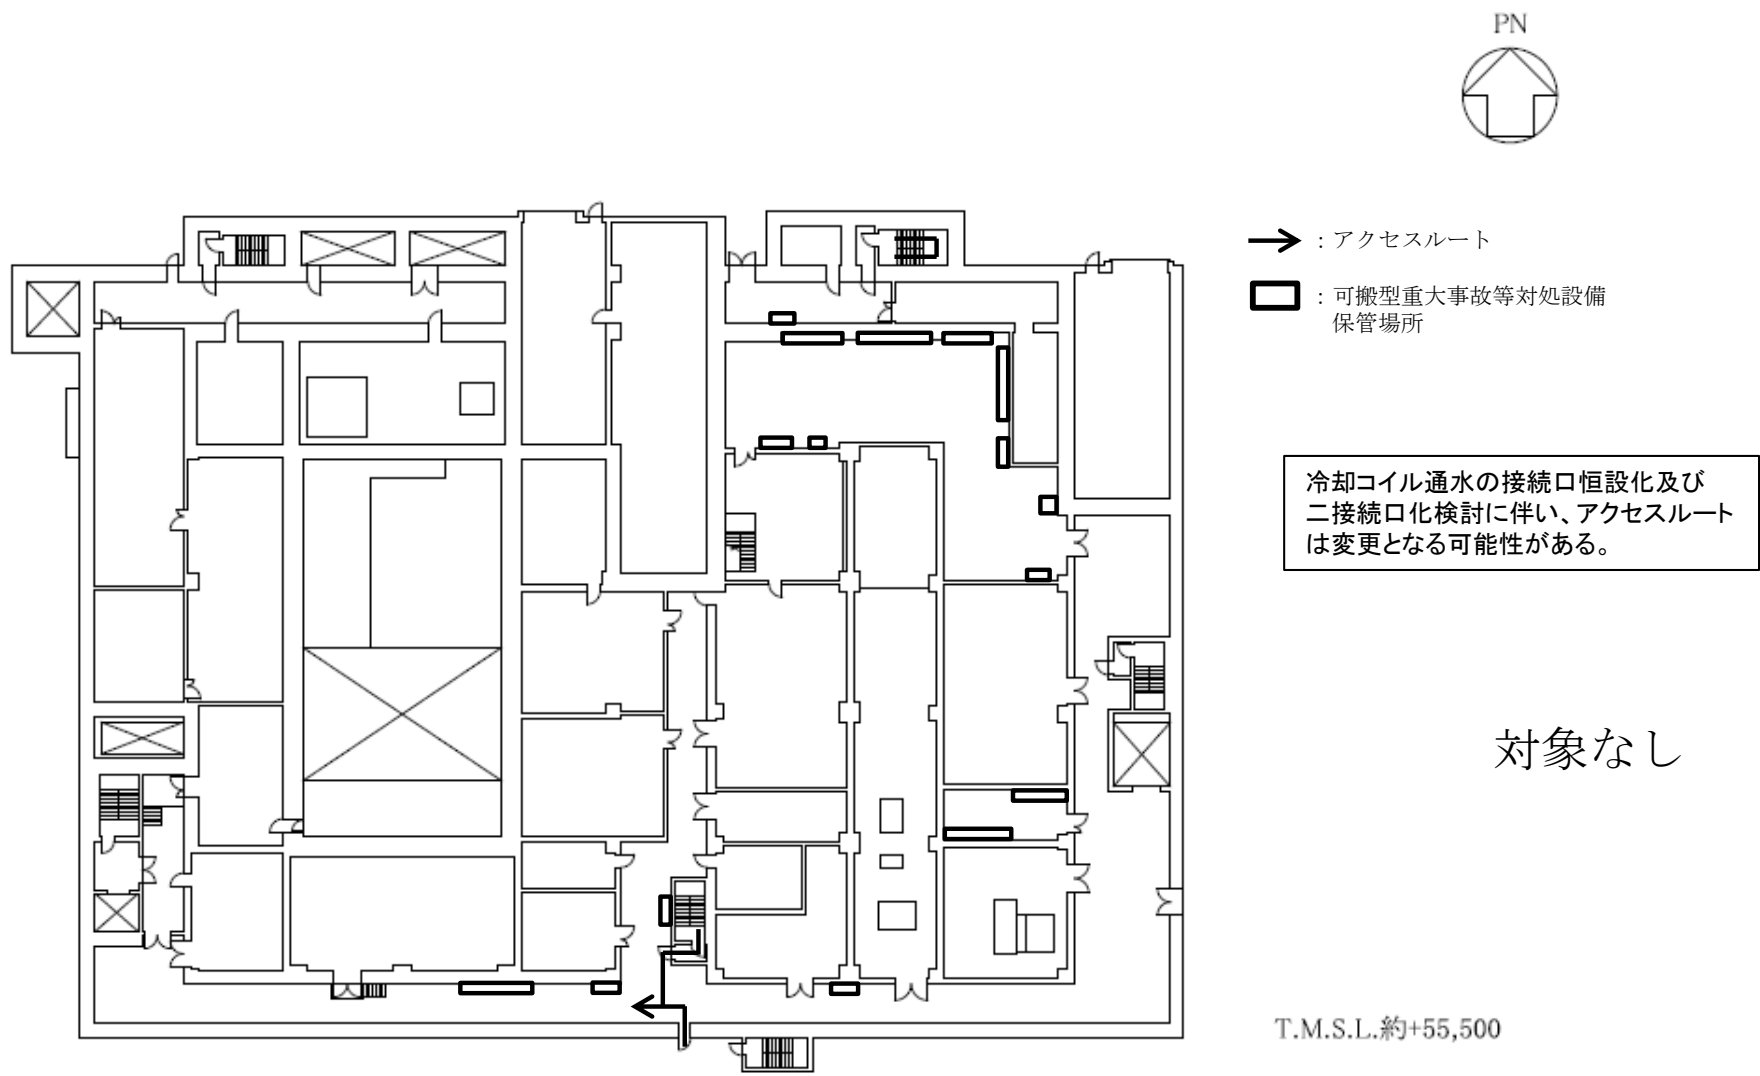 PN
：アクセスルート
：可搬型重大事故等対処設備
保管場所
冷却コイル通水の接続口恒設化及び
二接続口化検討に伴い、アクセスルート
は変更となる可能性がある。
対象なし
T.M.S.L.約+55,500